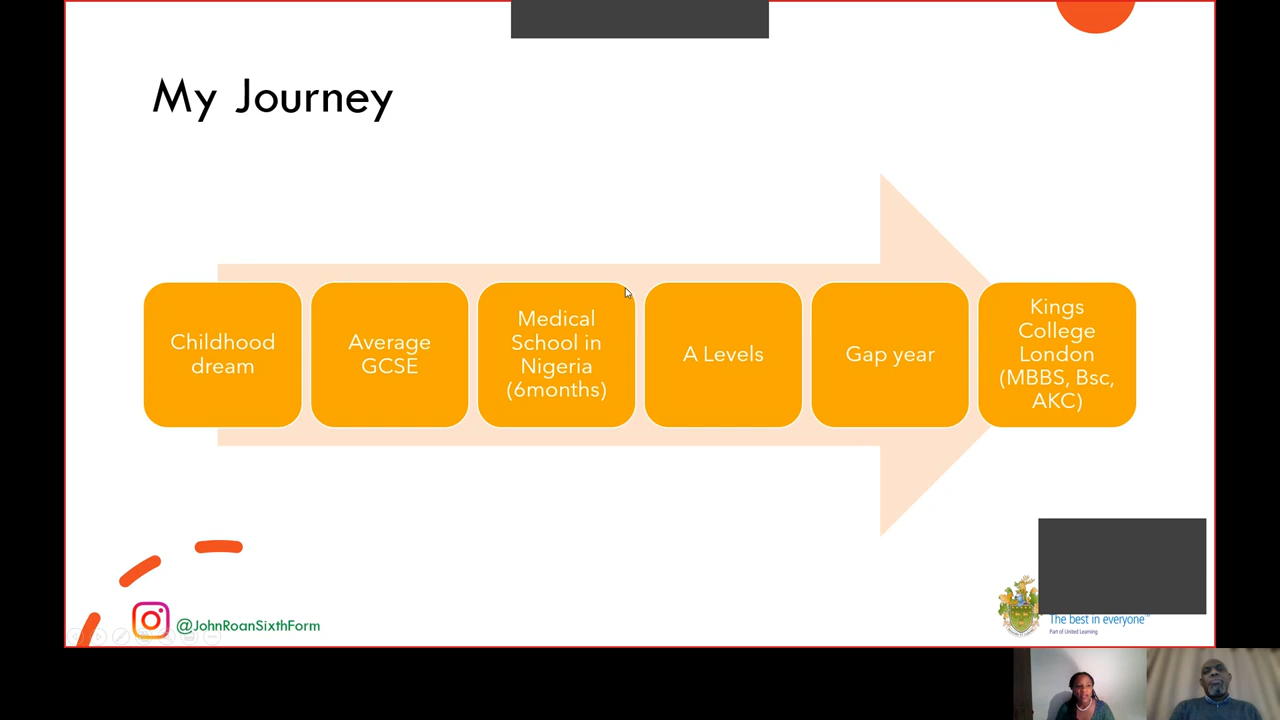 My Journey
Childhood
dream
Average
GCSE
Medical
School in
Nigeria
(6months)
A Levels
Gap year
Kings
College
London
(MBBS, Bsc,
AKC)
@JohnRoanSixthForm
The best in everyone™
Part of United Learning